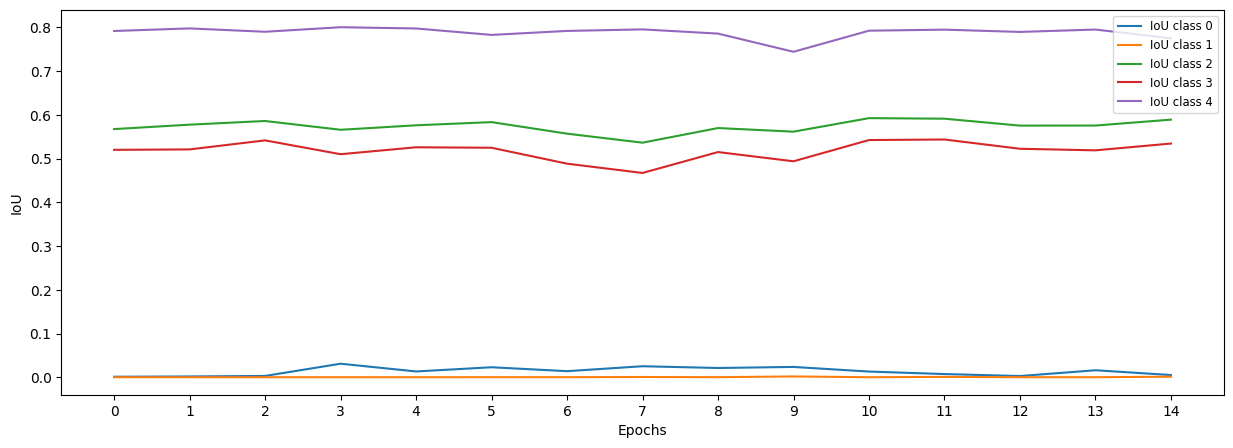 0.8
0.7
0.6
0.5
0.4
0.3
0.2
0.1
0.0
IoU
IoU class 0
IoU class 1
IoU class 2
IoU class 3
IoU class 4
0 1 2 3 4 5 6 7 8 9 10 11 12 13 14
Epochs